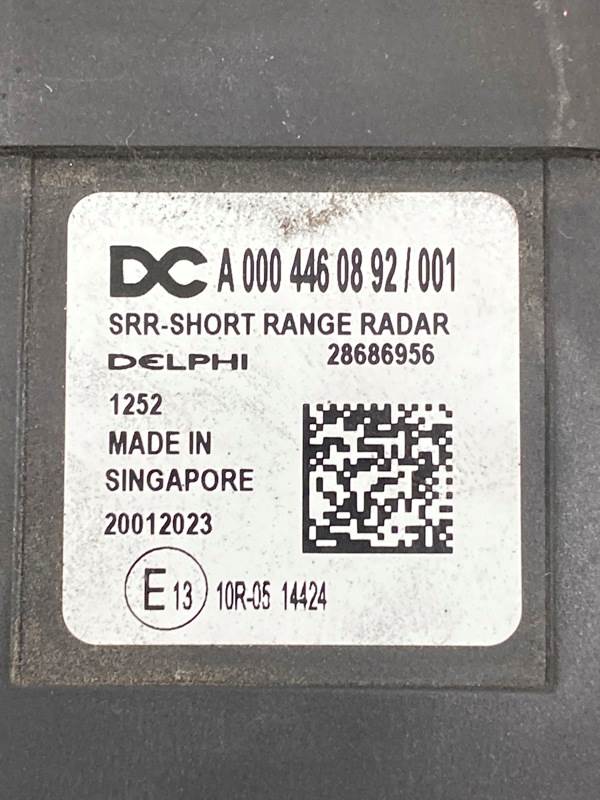 DC A 000 446 08 92 / 001
SRR-SHORT RANGE RADAR
DELPHI 28686956
1252
MADE IN
SINGAPORE
20012023
E 13 10R-05 14424